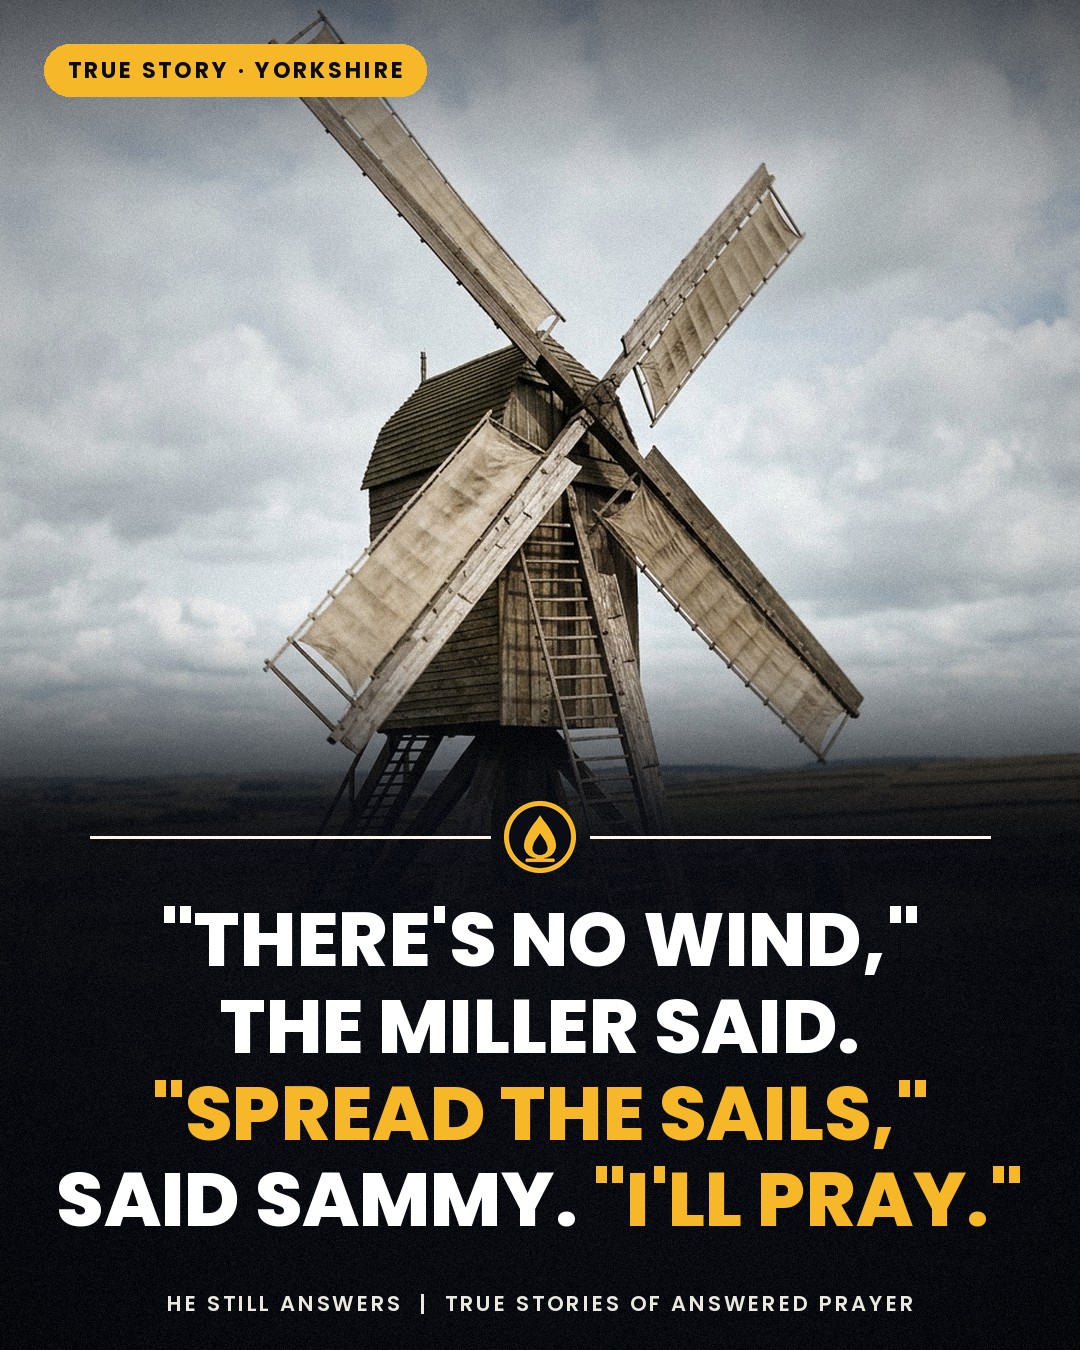 TRUE STORY · YORKSHIRE
"THERE'S NO WIND,"
THE MILLER SAID.
"SPREAD THE SAILS,"
SAID SAMMY. "I'LL PRAY."
HE STILL ANSWERS | TRUE STORIES OF ANSWERED PRAYER